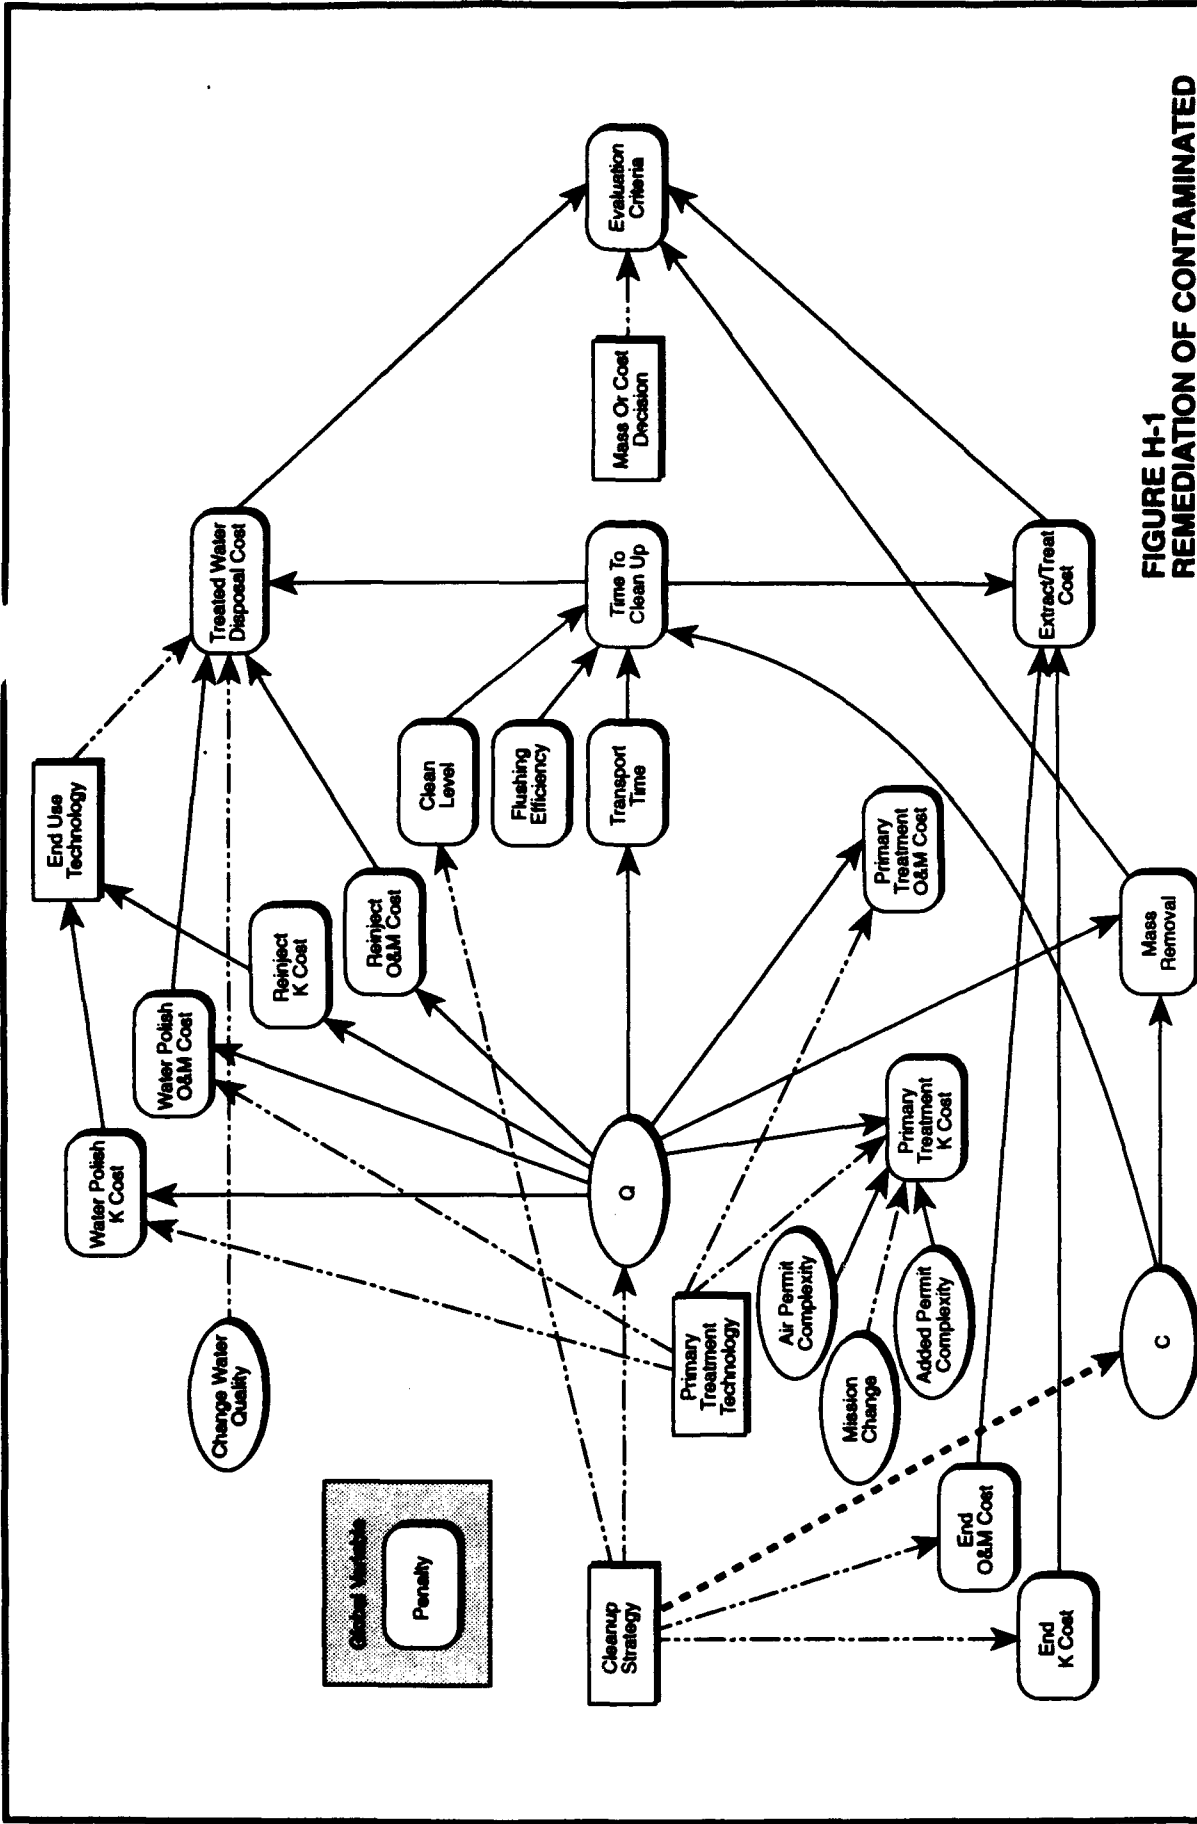 Change Water
Quality
Water Polish
K Cost
Water Polish
O&M Cost
Reinject
K Cost
Reinject
O&M Cost
End Use
Technology
Treated Water
Disposal Cost
Global Variable
Penalty
Cleanup
Strategy
Q
Clean
Level
Flushing
Efficiency
Transport
Time
Time To
Clean Up
Mass Or Cost
Decision
Evaluation
Criteria
Primary
Treatment
Technology
Air Permit
Complexity
Mission
Change
Added Permit
Complexity
Primary
Treatment
K Cost
Primary
Treatment
O&M Cost
End
O&M Cost
End
K Cost
C
Mass
Removal
Extract/Treat
Cost
FIGURE H-1
REMEDIATION OF CONTAMINATED